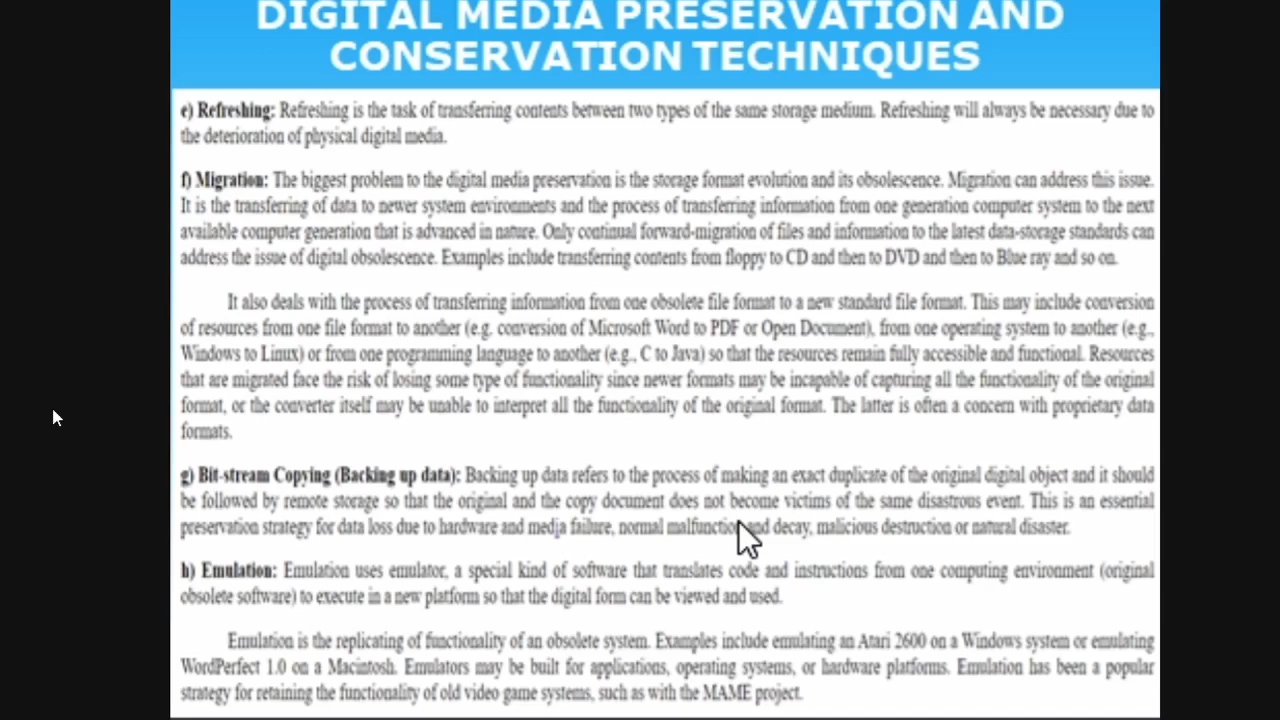 DIGITAL MEDIA PRESERVATION AND
CONSERVATION TECHNIQUES
e) Refreshing: Refreshing is the task of transferring contents between two types of the same storage medium. Refreshing will always be necessary due to
the deterioration of physical digital media.
f) Migration: The biggest problem to the digital media preservation is the storage format evolution and its obsolescence. Migration can address this issue.
It is the transferring of data to newer system environments and the process of transferring information from one generation computer system to the next
available computer generation that is advanced in nature. Only continual forward-migration of files and information to the latest data-storage standards can
address the issue of digital obsolescence. Examples include transferring contents from floppy to CD and then to DVD and then to Blue ray and so on.
It also deals with the process of transferring information from one obsolete file format to a new standard file format. This may include conversion
of resources from one file format to another (e.g. conversion of Microsoft Word to PDF or Open Document), from one operating system to another (e.g.,
Windows to Linux) or from one programming language to another (e.g., C to Java) so that the resources remain fully accessible and functional. Resources
that are migrated face the risk of losing some type of functionality since newer formats may be incapable of capturing all the functionality of the original
format, or the converter itself may be unable to interpret all the functionality of the original format. The latter is often a concern with proprietary data
formats.
g) Bit-stream Copying (Backing up data): Backing up data refers to the process of making an exact duplicate of the original digital object and it should
be followed by remote storage so that the original and the copy document does not become victims of the same disastrous event. This is an essential
preservation strategy for data loss due to hardware and media failure, normal malfunction and decay, malicious destruction or natural disaster.
h) Emulation: Emulation uses emulator, a special kind of software that translates code and instructions from one computing environment (original
obsolete software) to execute in a new platform so that the digital form can be viewed and used.
Emulation is the replicating of functionality of an obsolete system. Examples include emulating an Atari 2600 on a Windows system or emulating
WordPerfect 1.0 on a Macintosh. Emulators may be built for applications, operating systems, or hardware platforms. Emulation has been a popular
strategy for retaining the functionality of old video game systems, such as with the MAME project.